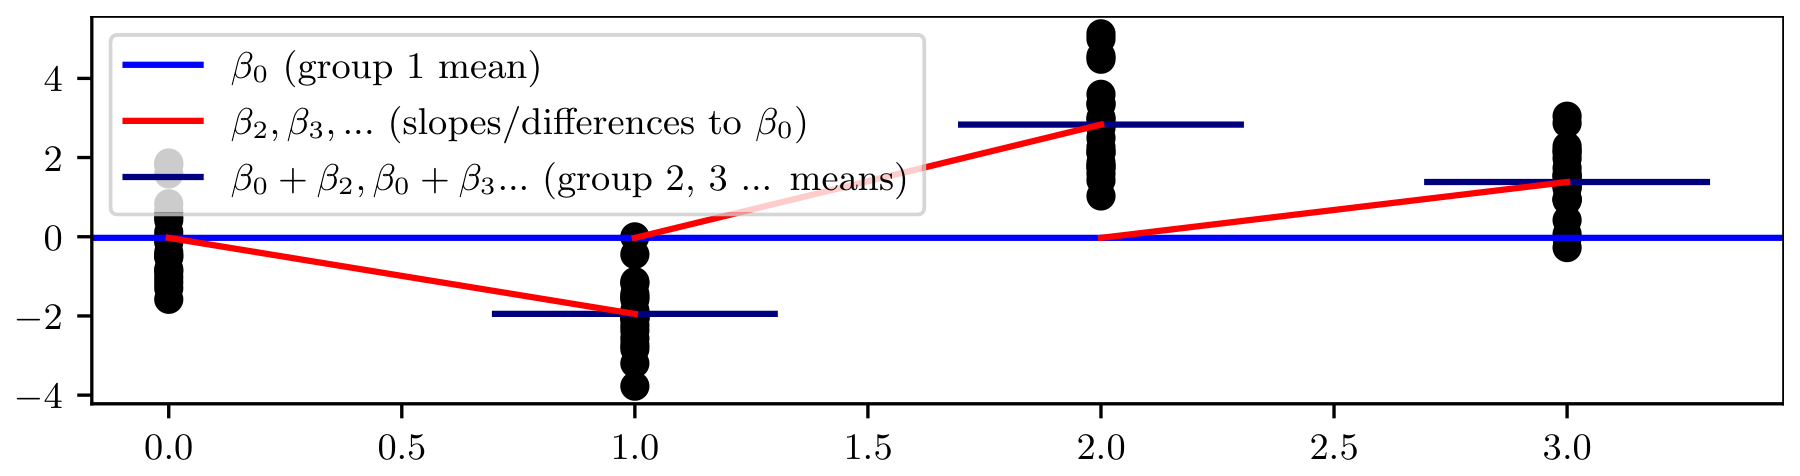 β₀ (group 1 mean)
β₂, β₃, ... (slopes/differences to β₀)
β₀ + β₂, β₀ + β₃... (group 2, 3 ... means)
4
2
0
−2
−4
0.0 0.5 1.0 1.5 2.0 2.5 3.0